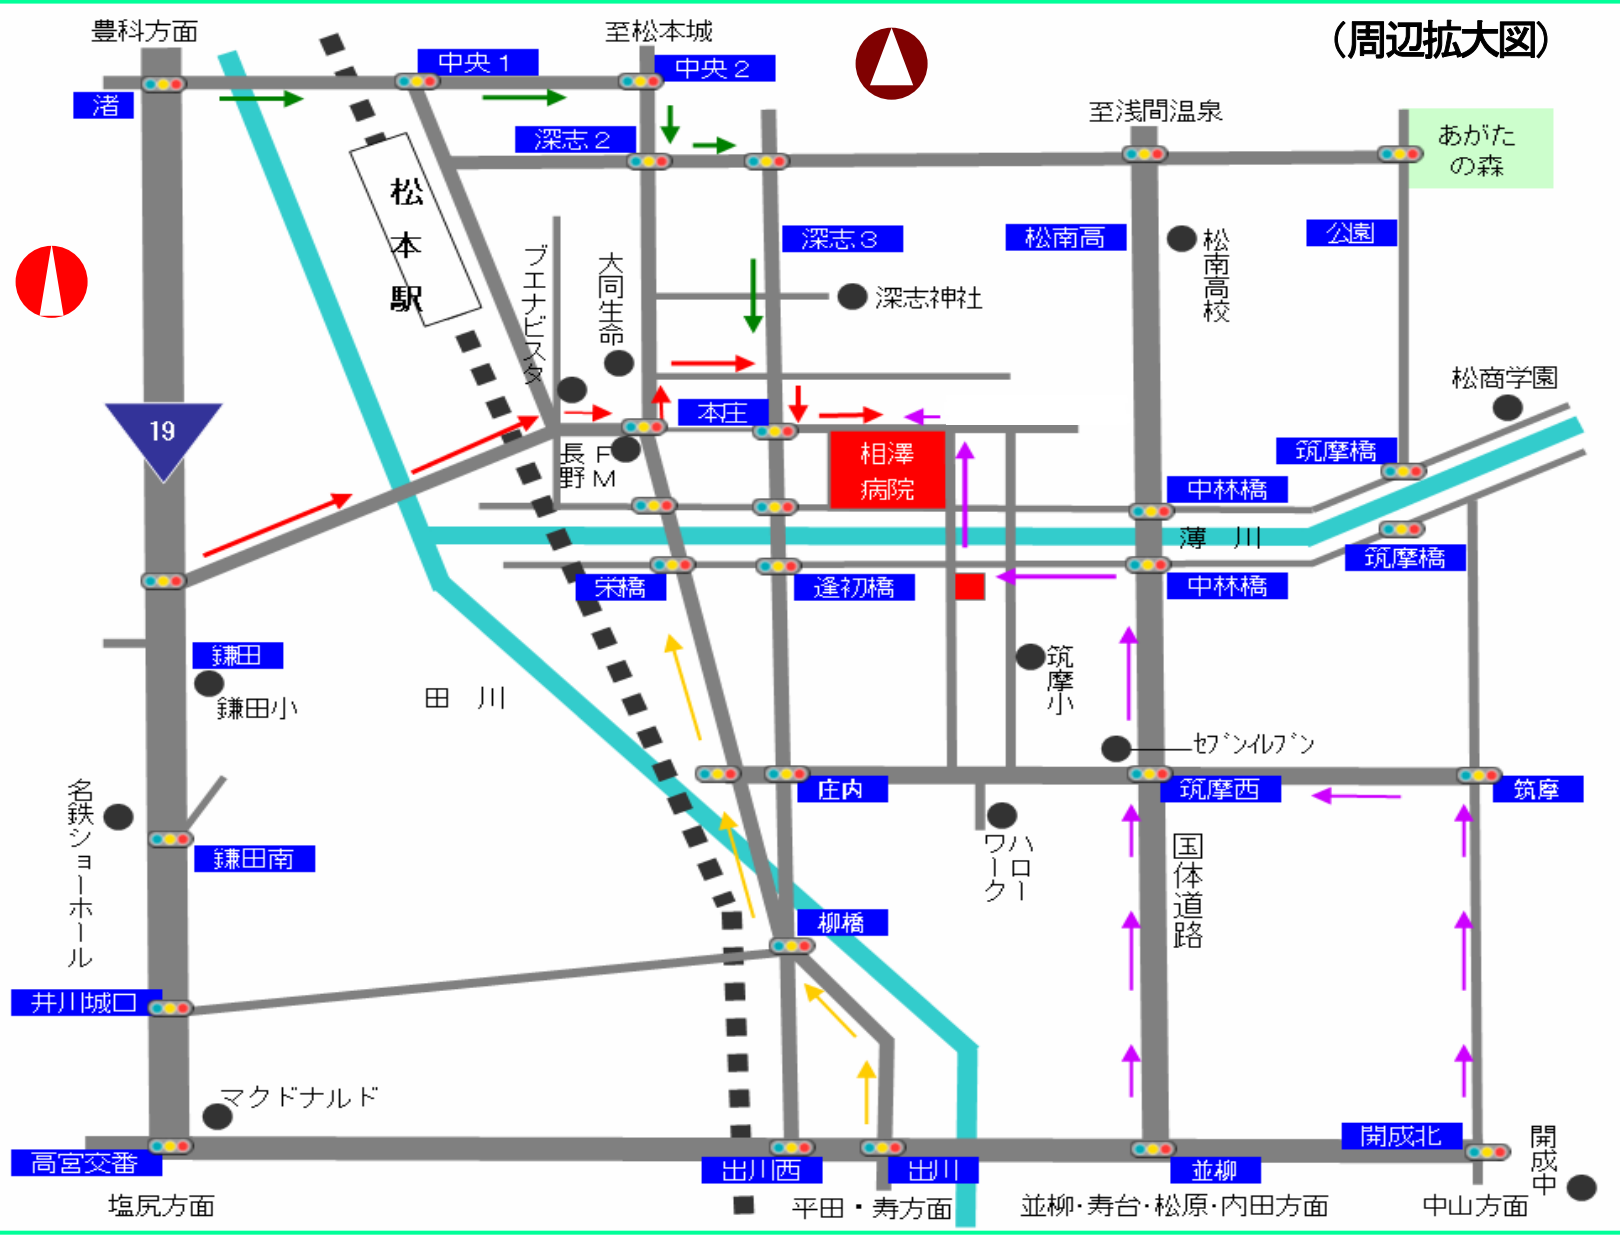 (周辺拡大図)
豊科方面
至松本城
中央1
中央2
渚
深志2
至浅間温泉
あがた
の森
松本駅
深志3
松南高
松南高校
公園
ブエナビスタ
大同生命
深志神社
松商学園
19
本庄
相澤
病院
長野
FM
筑摩橋
中林橋
薄川
筑摩橋
栄橋
逢初橋
中林橋
鎌田
鎌田小
田川
筑摩小
セブンイレブン
名鉄ショーホール
庄内
筑摩西
筑摩
鎌田南
ハロー
ワーク
国体道路
柳橋
井川城口
マクドナルド
高宮交番
出川西
出川
並柳
開成北
開成中
塩尻方面
平田・寿方面
並柳・寿台・松原・内田方面
中山方面